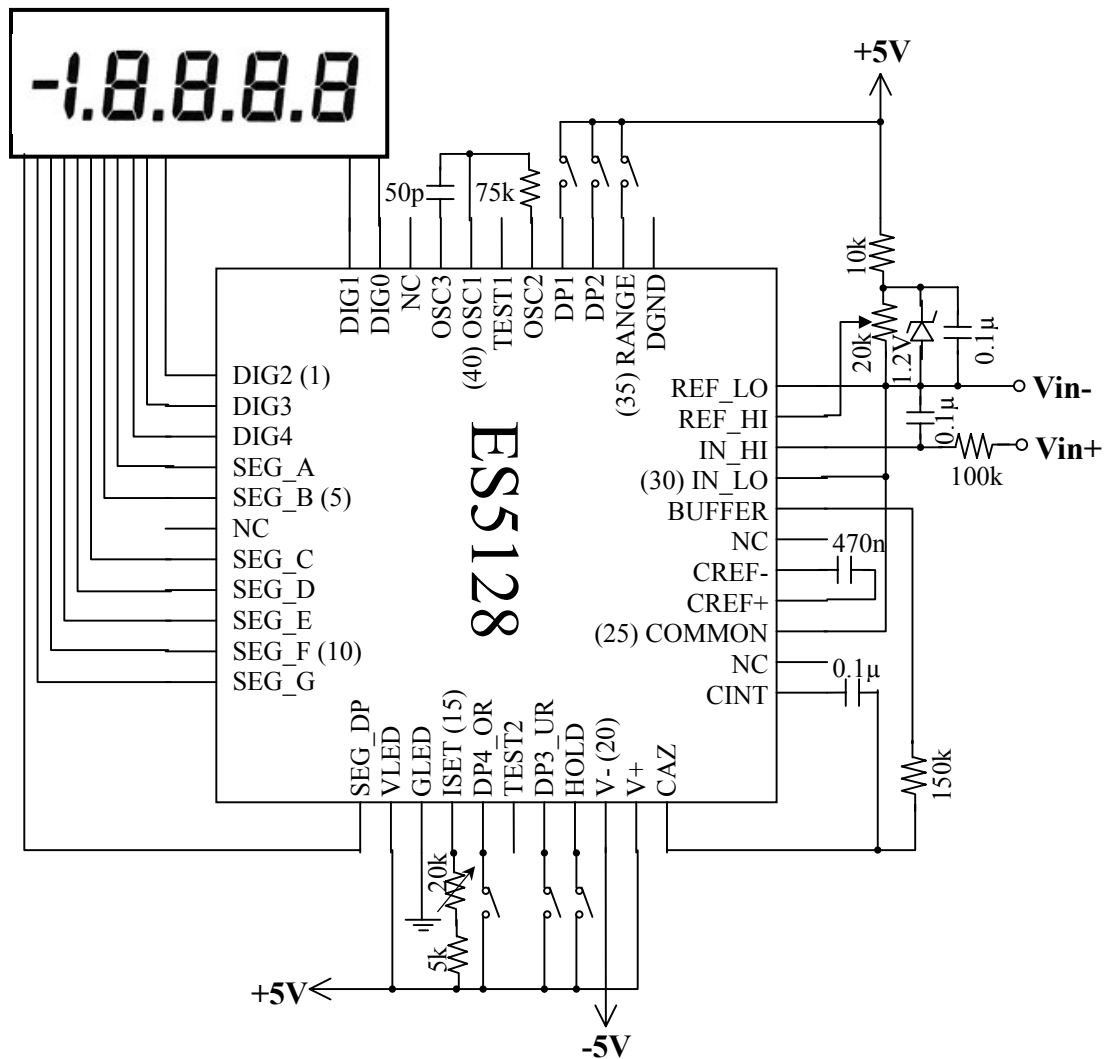 -1.8.8.8.8
+5V
50p
75k
10k
20k
1.2V
0.1µ
DIG1
DIG0
NC
OSC3
(40) OSC1
TEST1
OSC2
DP1
DP2
(35) RANGE
DGND
DIG2 (1)
DIG3
DIG4
SEG_A
SEG_B (5)
NC
SEG_C
SEG_D
SEG_E
SEG_F (10)
SEG_G
ES5128
REF_LO
REF_HI
IN_HI
(30) IN_LO
BUFFER
NC
CREF-
CREF+
(25) COMMON
NC
CINT
Vin-
0.1µ
Vin+
100k
470n
0.1µ
150k
SEG_DP
VLED
GLED
ISET (15)
DP4_OR
TEST2
DP3_UR
HOLD
V- (20)
V+
CAZ
20k
5k
+5V
-5V